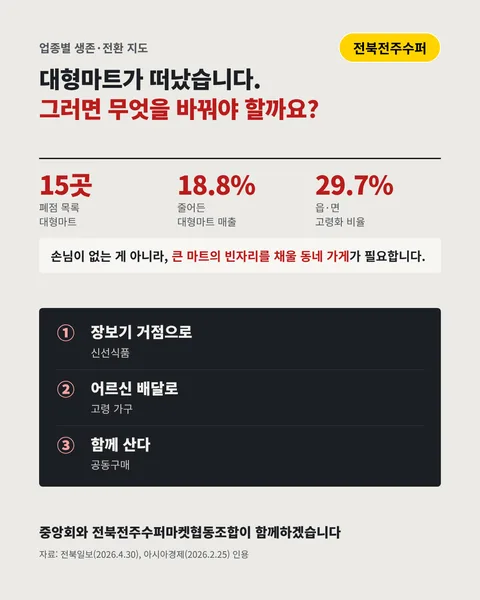 업종별 생존·전환 지도
전북전주수퍼
대형마트가 떠났습니다.
그러면 무엇을 바꿔야 할까요?
15곳
폐점 목록
대형마트
18.8%
줄어든
대형마트 매출
29.7%
읍·면
고령화 비율
손님이 없는 게 아니라, 큰 마트의 빈자리를 채울 동네 가게가 필요합니다.
① 장보기 거점으로
신선식품
② 어르신 배달로
고령 가구
③ 함께 산다
공동구매
중앙회와 전북전주수퍼마켓협동조합이 함께하겠습니다
자료: 전북일보(2026.4.30), 아시아경제(2026.2.25) 인용